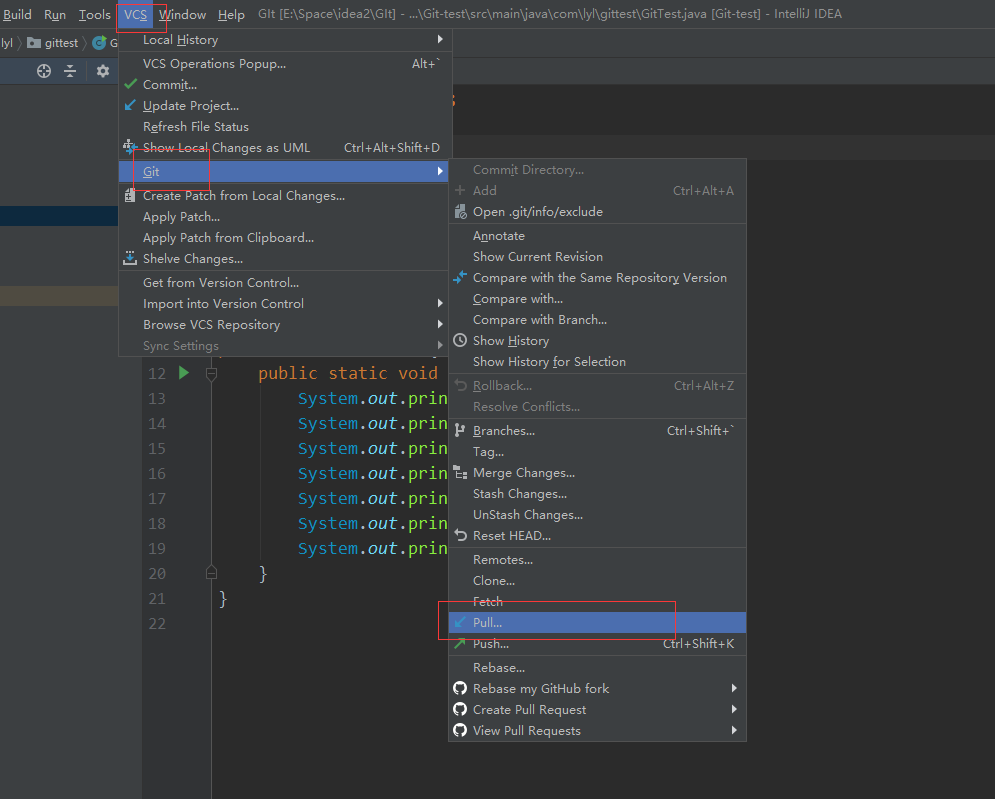 Build Run Tools VCS Window Help GIt [E:\Space\idea2\GIt] - ...\Git-test\src\main\java\com\lyl\gittest\GitTest.java [Git-test] - IntelliJ IDEA
lyl gittest G
Local History
VCS Operations Popup... Alt+`
Commit...
Update Project...
Refresh File Status
Show Local Changes as UML Ctrl+Alt+Shift+D
Git
Create Patch from Local Changes...
Apply Patch...
Apply Patch from Clipboard...
Shelve Changes...
Get from Version Control...
Import into Version Control
Browse VCS Repository
Sync Settings
Commit Directory...
Add Ctrl+Alt+A
Open .git/info/exclude
Annotate
Show Current Revision
Compare with the Same Repository Version
Compare with...
Compare with Branch...
Show History
Show History for Selection
Rollback... Ctrl+Alt+Z
Resolve Conflicts...
Branches... Ctrl+Shift+`
Tag...
Merge Changes...
Stash Changes...
UnStash Changes...
Reset HEAD...
Remotes...
Clone...
Fetch
Pull...
Push... Ctrl+Shift+K
Rebase...
Rebase my GitHub fork
Create Pull Request
View Pull Requests
12 public static void
13 System.out.prin
14 System.out.prin
15 System.out.prin
16 System.out.prin
17 System.out.prin
18 System.out.prin
19 System.out.prin
20 }
21 }
22